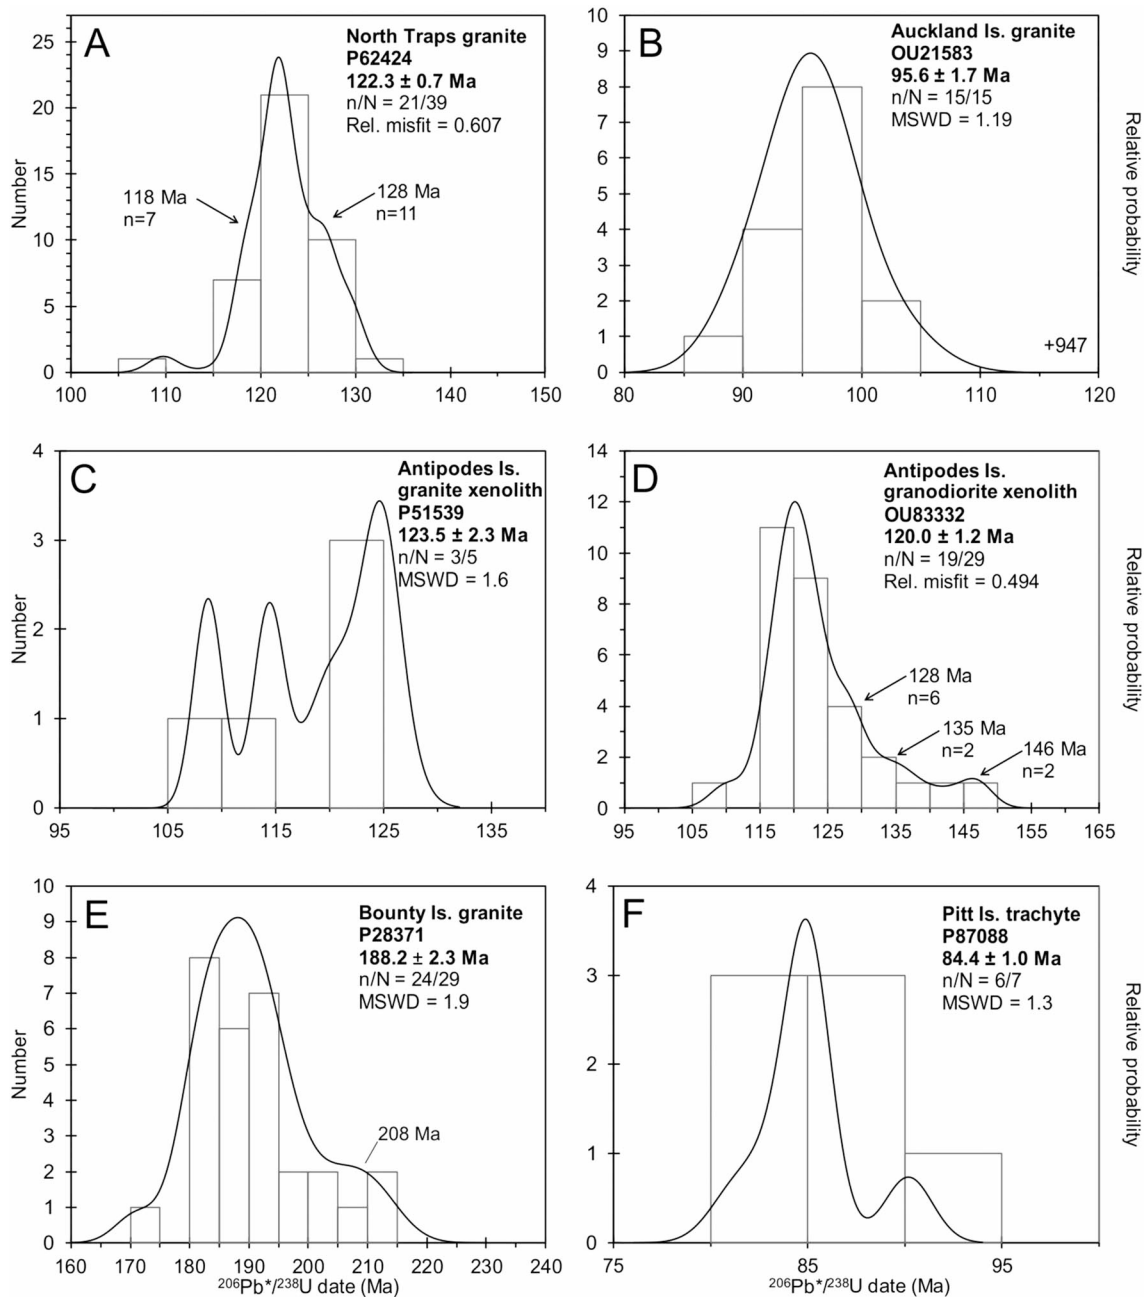 A
North Traps granite
P62424
122.3 ± 0.7 Ma
n/N = 21/39
Rel. misfit = 0.607
118 Ma
n=7
128 Ma
n=11
Number
25
20
15
10
5
0
100 110 120 130 140 150
B
Auckland Is. granite
OU21583
95.6 ± 1.7 Ma
n/N = 15/15
MSWD = 1.19
+947
10
9
8
7
6
5
4
3
2
1
0
80 90 100 110 120
Relative probability
C
Antipodes Is.
granite xenolith
P51539
123.5 ± 2.3 Ma
n/N = 3/5
MSWD = 1.6
Number
4
3
2
1
0
95 105 115 125 135
D
Antipodes Is.
granodiorite xenolith
OU83332
120.0 ± 1.2 Ma
n/N = 19/29
Rel. misfit = 0.494
128 Ma
n=6
135 Ma
n=2
146 Ma
n=2
14
12
10
8
6
4
2
0
95 105 115 125 135 145 155 165
Relative probability
E
Bounty Is. granite
P28371
188.2 ± 2.3 Ma
n/N = 24/29
MSWD = 1.9
208 Ma
Number
10
9
8
7
6
5
4
3
2
1
0
160 170 180 190 200 210 220 230 240
²⁰⁶Pb*/²³⁸U date (Ma)
F
Pitt Is. trachyte
P87088
84.4 ± 1.0 Ma
n/N = 6/7
MSWD = 1.3
4
3
2
1
0
75 85 95
²⁰⁶Pb*/²³⁸U date (Ma)
Relative probability